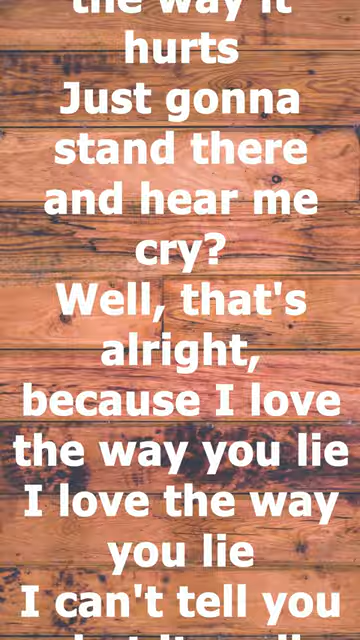 the way it
hurts
Just gonna
stand there
and hear me
cry?
Well, that's
alright,
because I love
the way you lie
I love the way
you lie
I can't tell you